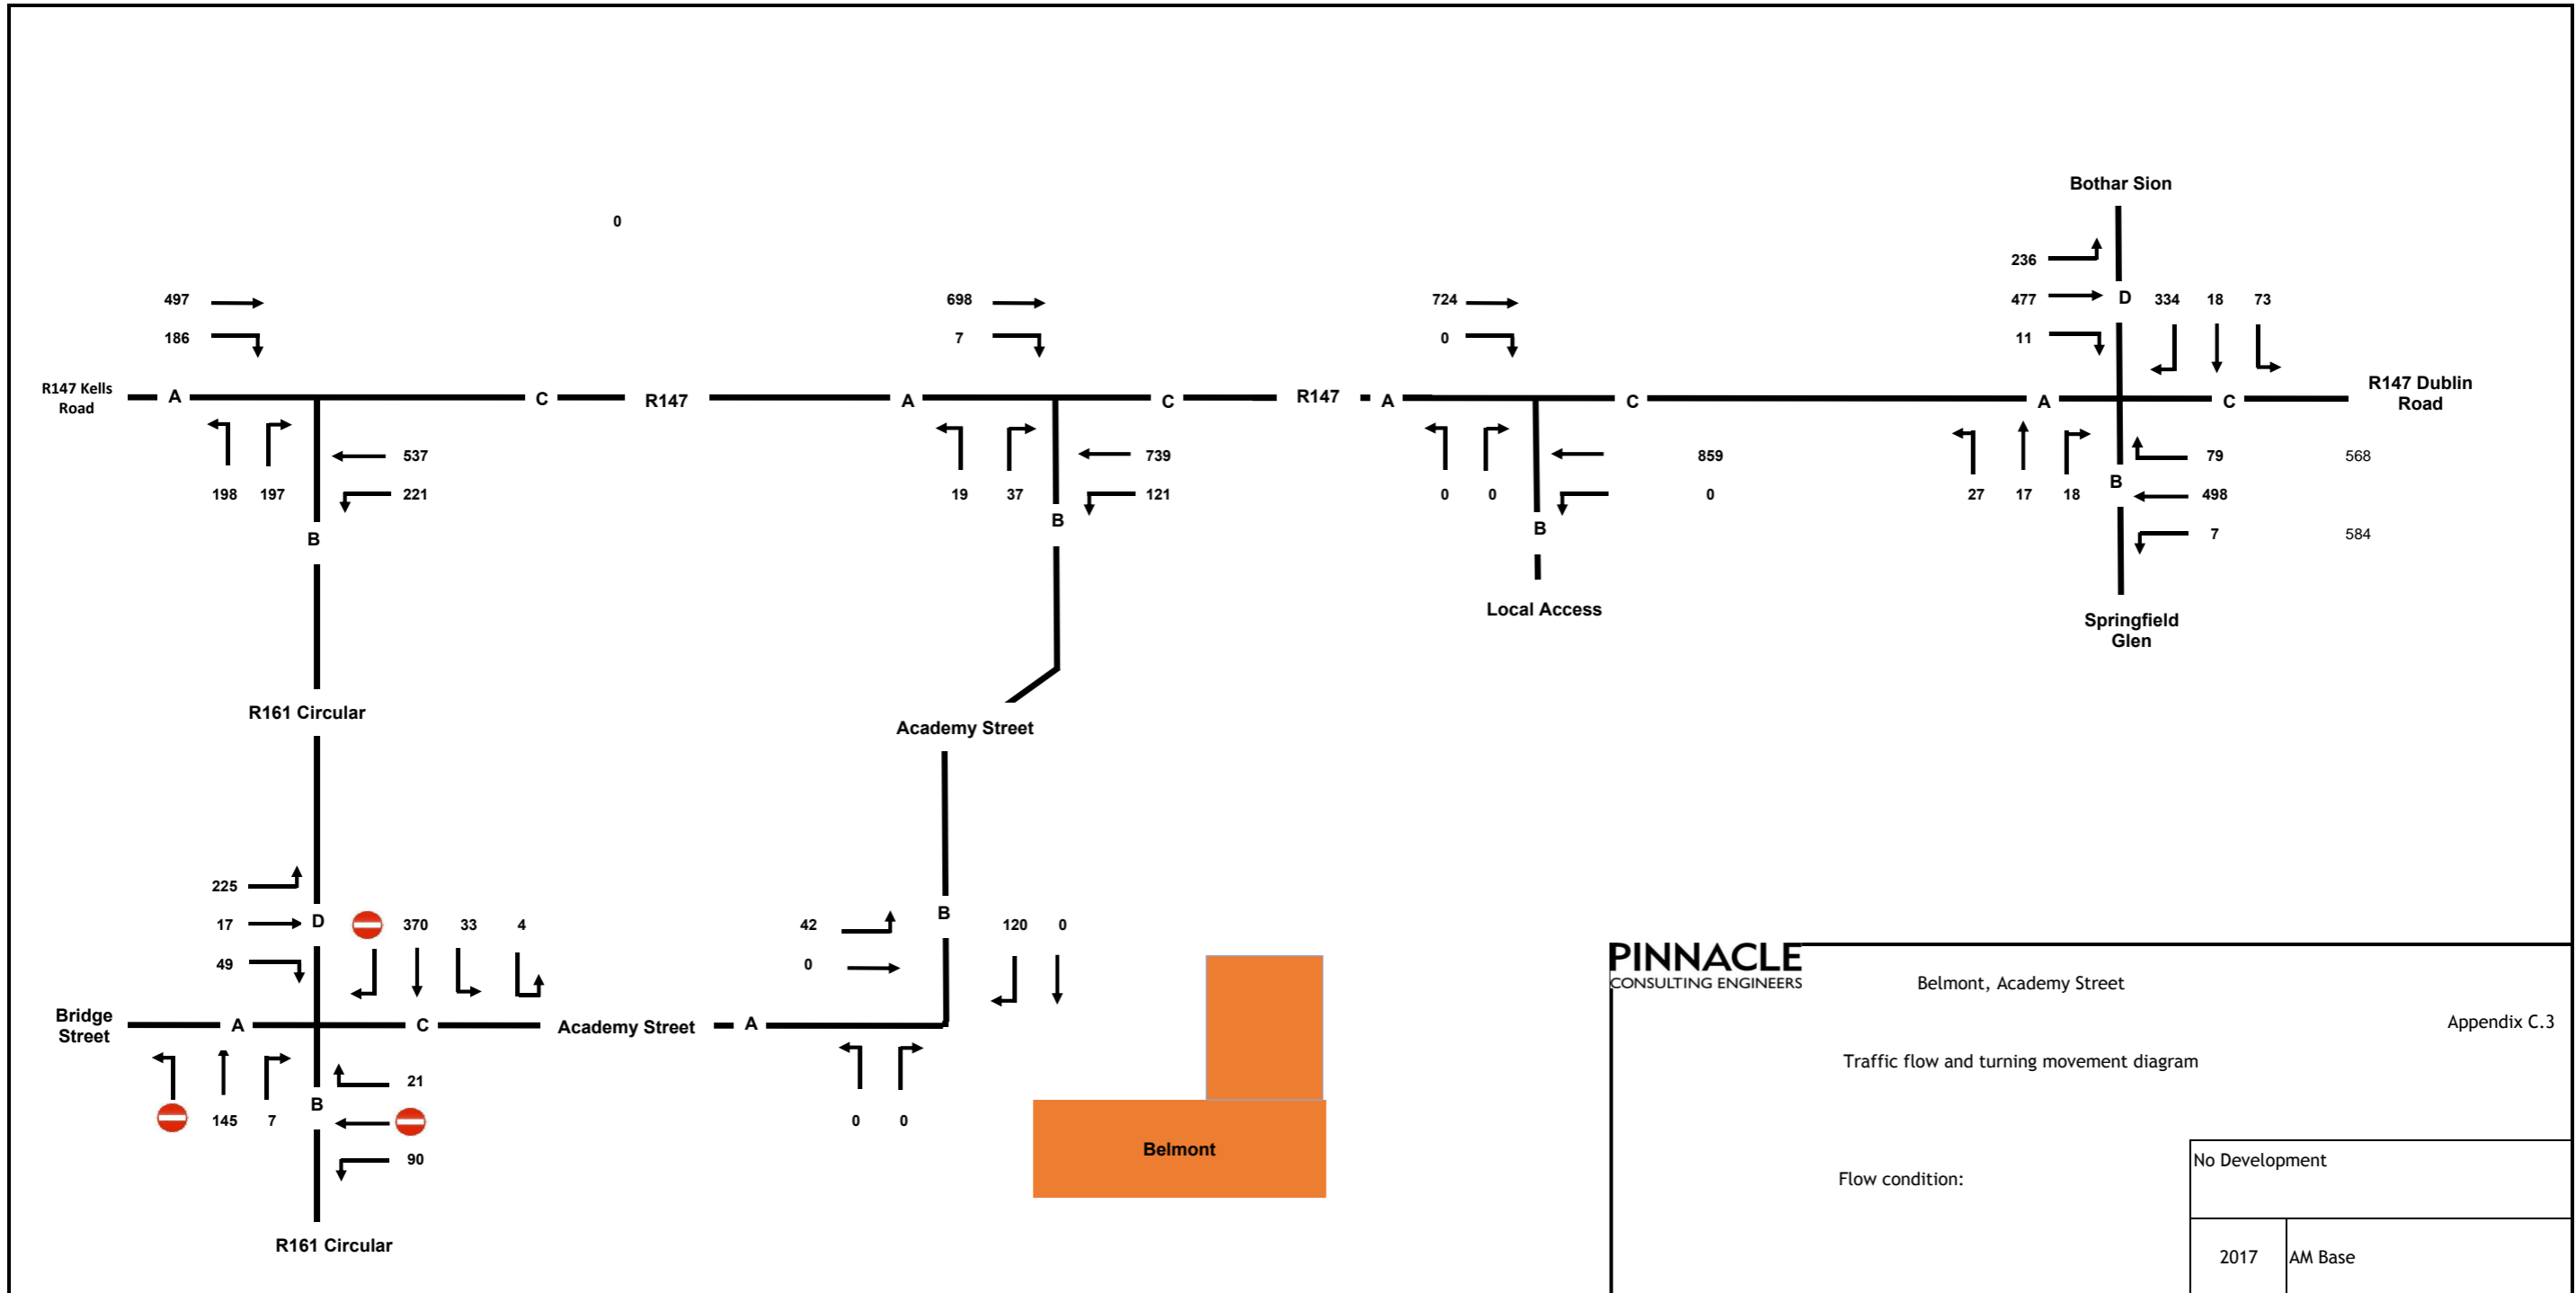 Bothar Sion
0
236
497
698
724
477
D
334
18
73
186
7
0
11
R147 Kells
Road
A
C
R147
A
C
R147
A
C
A
C
R147 Dublin
Road
537
739
859
79
568
198
197
221
19
37
121
0
0
0
27
17
18
B
498
B
B
B
7
584
Local Access
Springfield
Glen
R161 Circular
Academy Street
225
17
D
370
33
4
42
B
120
0
49
0
Bridge
Street
A
C
Academy Street
A
21
145
7
B
0
0
90
Belmont
R161 Circular
PINNACLE
CONSULTING ENGINEERS
Belmont, Academy Street
Appendix C.3
Traffic flow and turning movement diagram
Flow condition:
No Development
2017
AM Base